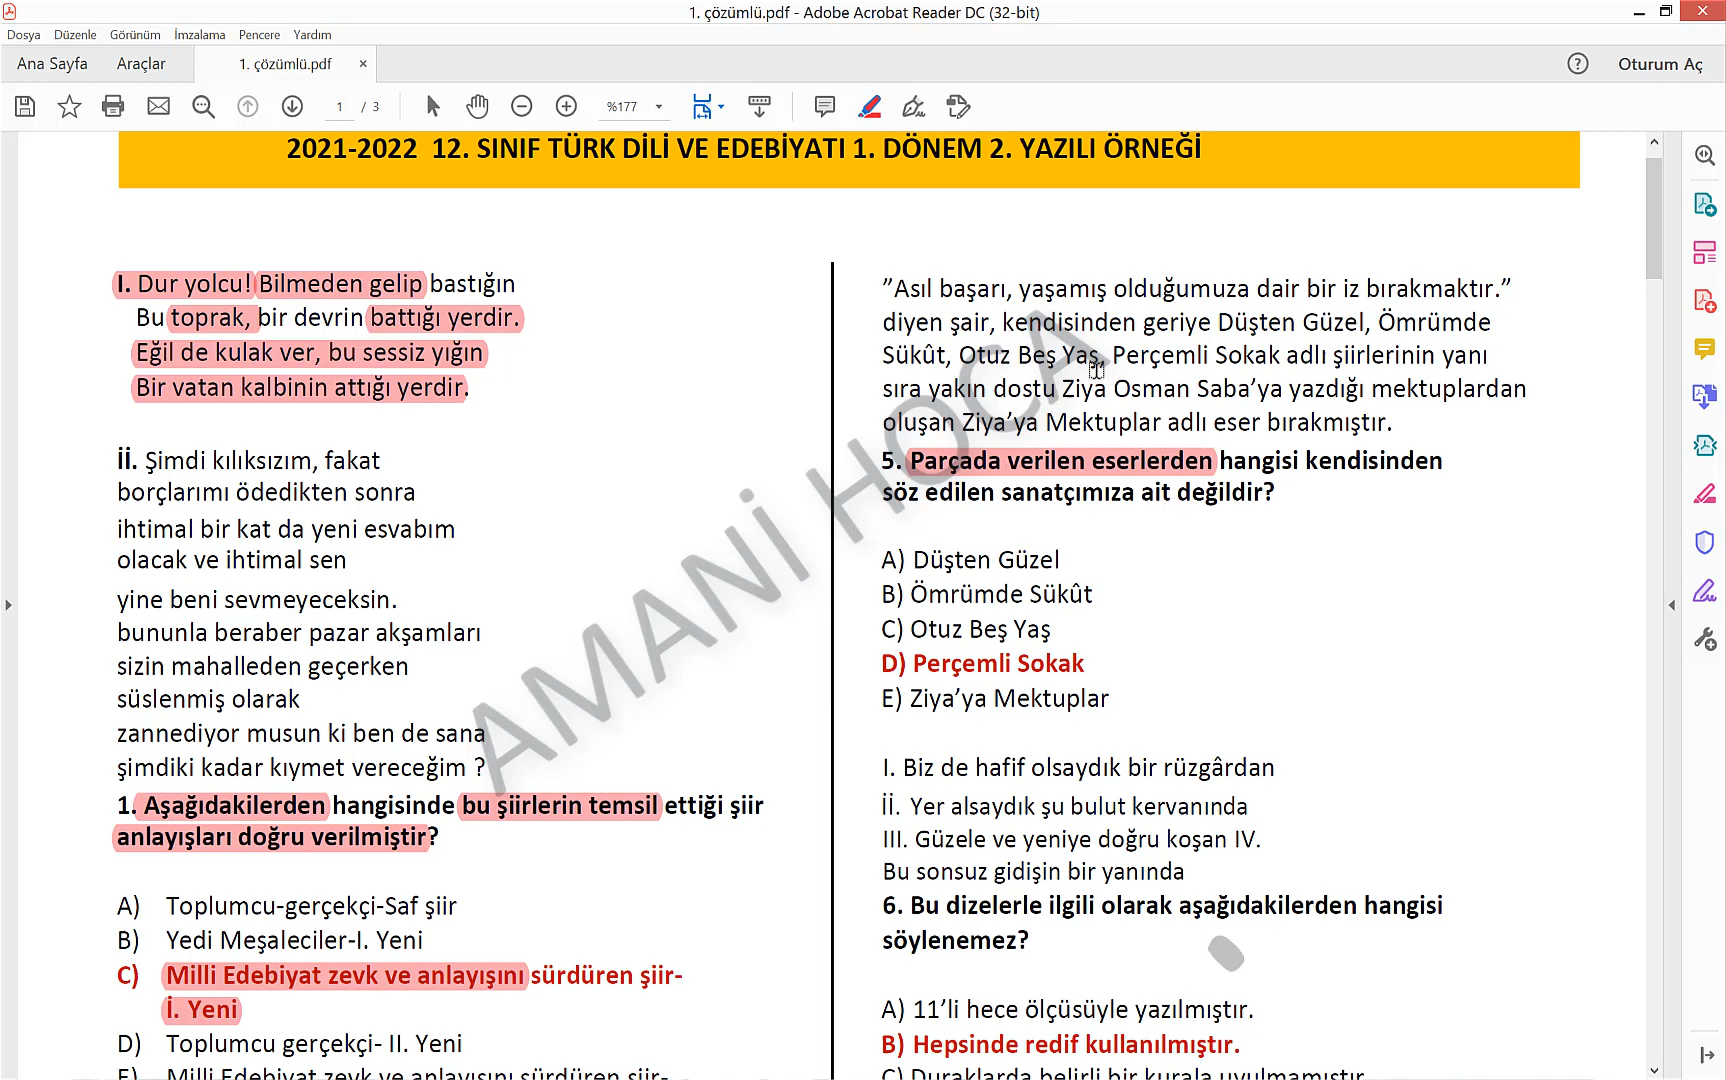 1. çözümlü.pdf - Adobe Acrobat Reader DC (32-bit)
Dosya Düzenle Görünüm İmzalama Pencere Yardım
Ana Sayfa Araçlar 1. çözümlü.pdf × Oturum Aç
1 / 3 %177
2021-2022 12. SINIF TÜRK DİLİ VE EDEBİYATI 1. DÖNEM 2. YAZILI ÖRNEĞİ
I. Dur yolcu! Bilmeden gelip bastığın
Bu toprak, bir devrin battığı yerdir.
Eğil de kulak ver, bu sessiz yığın
Bir vatan kalbinin attığı yerdir.
İİ. Şimdi kılıksızım, fakat
borçlarımı ödedikten sonra
ihtimal bir kat da yeni esvabım
olacak ve ihtimal sen
yine beni sevmeyeceksin.
bununla beraber pazar akşamları
sizin mahalleden geçerken
süslenmiş olarak
zannediyor musun ki ben de sana
şimdiki kadar kıymet vereceğim ?
1. Aşağıdakilerden hangisinde bu şiirlerin temsil ettiği şiir
anlayışları doğru verilmiştir?
A) Toplumcu-gerçekçi-Saf şiir
B) Yedi Meşaleciler-I. Yeni
C) Milli Edebiyat zevk ve anlayışını sürdüren şiir-
İ. Yeni
D) Toplumcu gerçekçi- II. Yeni
E) Milli Edebiyat zevk ve anlayışını sürdüren şiir-
”Asıl başarı, yaşamış olduğumuza dair bir iz bırakmaktır.”
diyen şair, kendisinden geriye Düşten Güzel, Ömrümde
Sükût, Otuz Beş Yaş, Perçemli Sokak adlı şiirlerinin yanı
sıra yakın dostu Ziya Osman Saba’ya yazdığı mektuplardan
oluşan Ziya’ya Mektuplar adlı eser bırakmıştır.
5. Parçada verilen eserlerden hangisi kendisinden
söz edilen sanatçımıza ait değildir?
A) Düşten Güzel
B) Ömrümde Sükût
C) Otuz Beş Yaş
D) Perçemli Sokak
E) Ziya’ya Mektuplar
I. Biz de hafif olsaydık bir rüzgârdan
İİ. Yer alsaydık şu bulut kervanında
III. Güzele ve yeniye doğru koşan IV.
Bu sonsuz gidişin bir yanında
6. Bu dizelerle ilgili olarak aşağıdakilerden hangisi
söylenemez?
A) 11’li hece ölçüsüyle yazılmıştır.
B) Hepsinde redif kullanılmıştır.
C) Duraklarda belirli bir kurala uyulmamıştır.
AMANİ HOCA